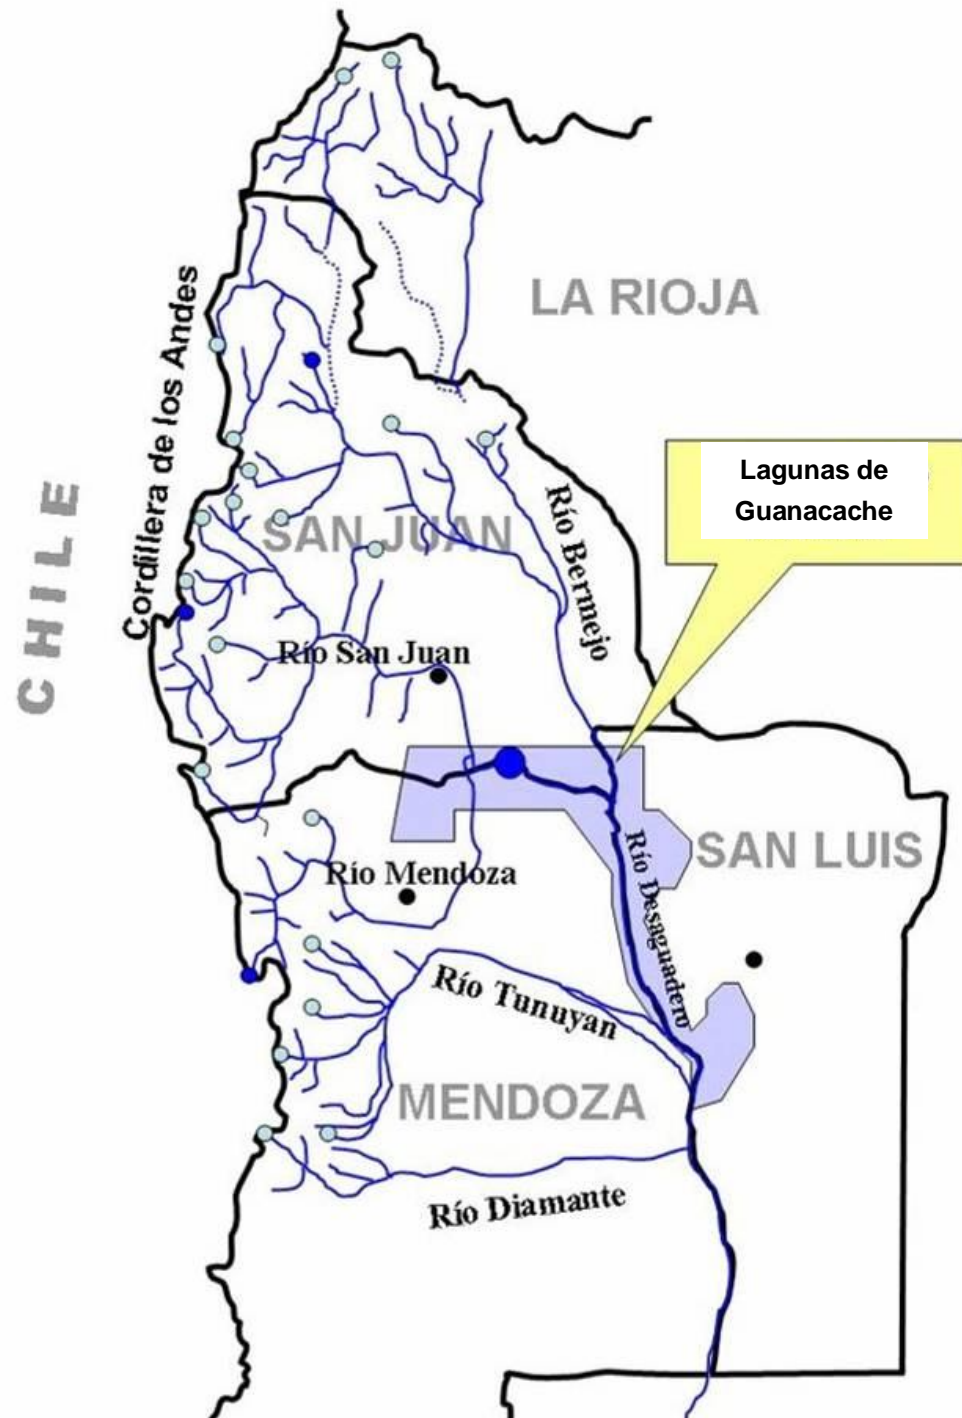 LA RIOJA
Cordillera de los Andes
CHILE
Lagunas de
Guanacache
SAN JUAN
Río Bermejo
Río San Juan
SAN LUIS
Río Desaguadero
Río Mendoza
Río Tunuyan
MENDOZA
Río Diamante